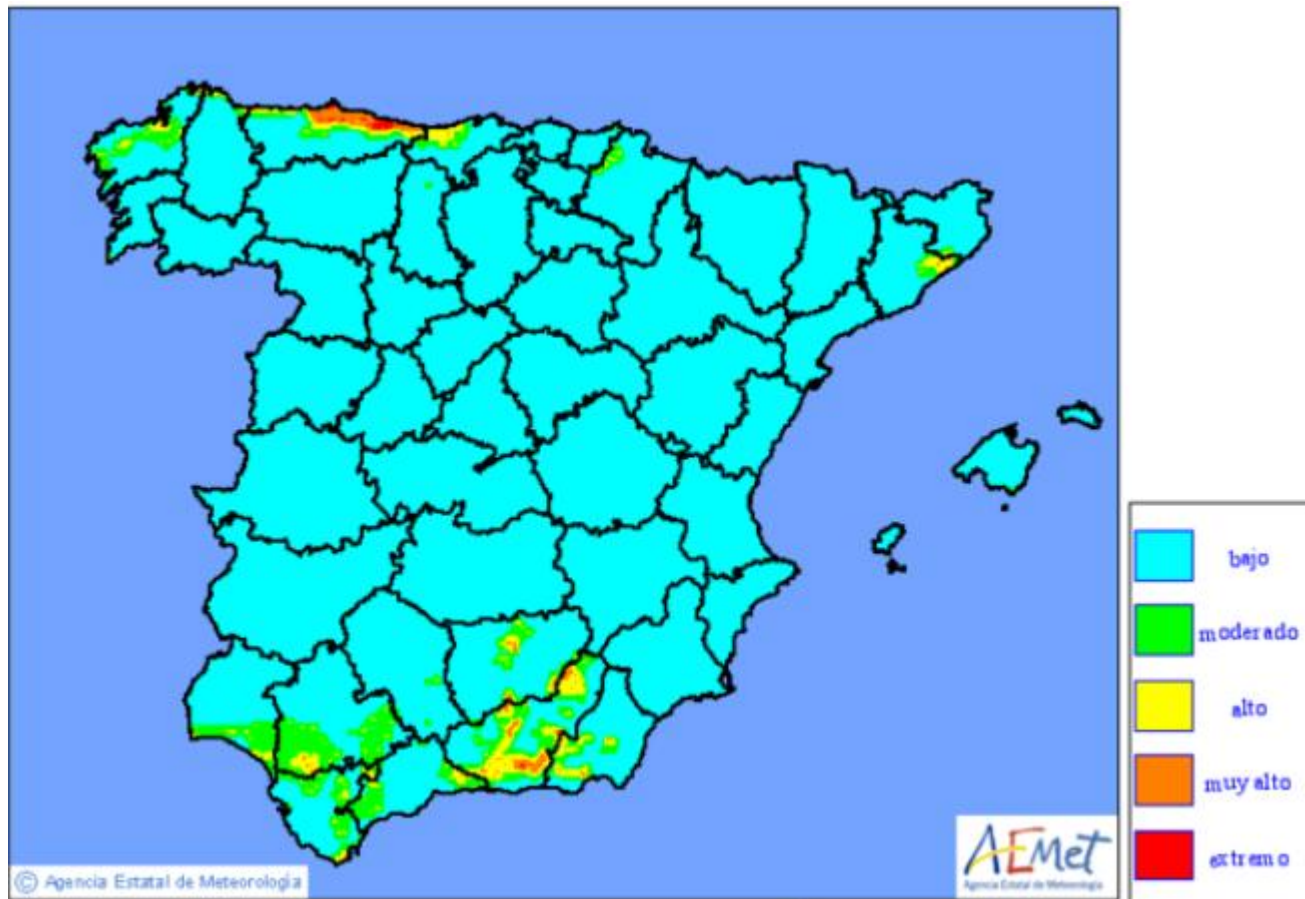 bajo
moderado
alto
muy alto
extremo
AEmet
Agencia Estatal de Meteorología
© Agencia Estatal de Meteorología